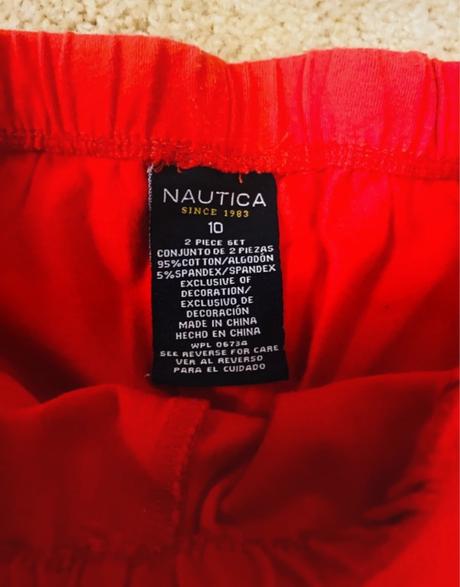 NAUTICA
SINCE 1983
10
2 PIECE SET
CONJUNTO DE 2 PIEZAS
95%COTTON/ALGODÓN
5%SPANDEX/SPANDEX
EXCLUSIVE OF
DECORATION/
EXCLUSIVO DE
DECORACIÓN
MADE IN CHINA
HECHO EN CHINA
WPL 06734
SEE REVERSE FOR CARE
VER AL REVERSO
PARA EL CUIDADO